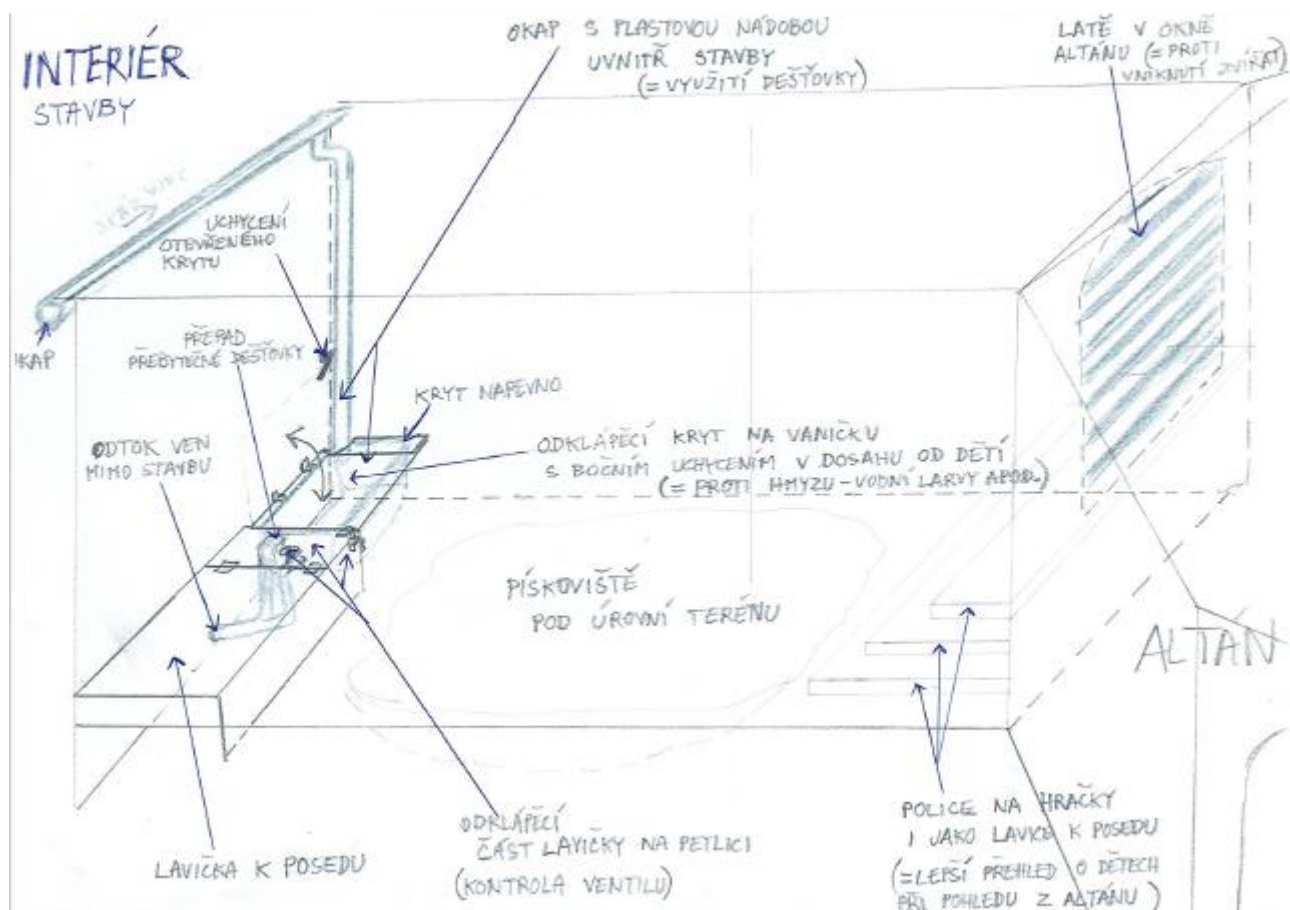 INTERIÉR
STAVBY
OKAP S PLASTOVOU NÁDOBOU
UVNITŘ STAVBY
(= VYUŽITÍ DEŠŤOVKY)
LATĚ V OKNĚ
ALTÁNU (= PROTI
VNIKNUTÍ ZVÍŘAT)
UCHYCENÍ
OTEVŘENÉHO
KRYTU
PŘEPAD
PŘEBYTEČNÉ DEŠŤOVKY
KAP
KRYT NAPEVNO
ODTOK VEN
MIMO STAVBU
ODKLÁPĚCÍ KRYT NA VANIČKU
S BOČNÍM UCHYCENÍM V DOSAHU OD DĚTÍ
(= PROTI HMYZU - VODNÍ LARVY APOD.)
PÍSKOVIŠTĚ
POD ÚROVNÍ TERÉNU
ALTÁN
LAVIČKA K POSEDU
ODKLÁPĚCÍ
ČÁST LAVIČKY NA PETLICI
(KONTROLA VENTILU)
POLICE NA HRAČKY
I JAKO LAVICE K POSEDU
(= LEPŠÍ PŘEHLED O DĚTECH
PŘI POHLEDU Z ALTÁNU)